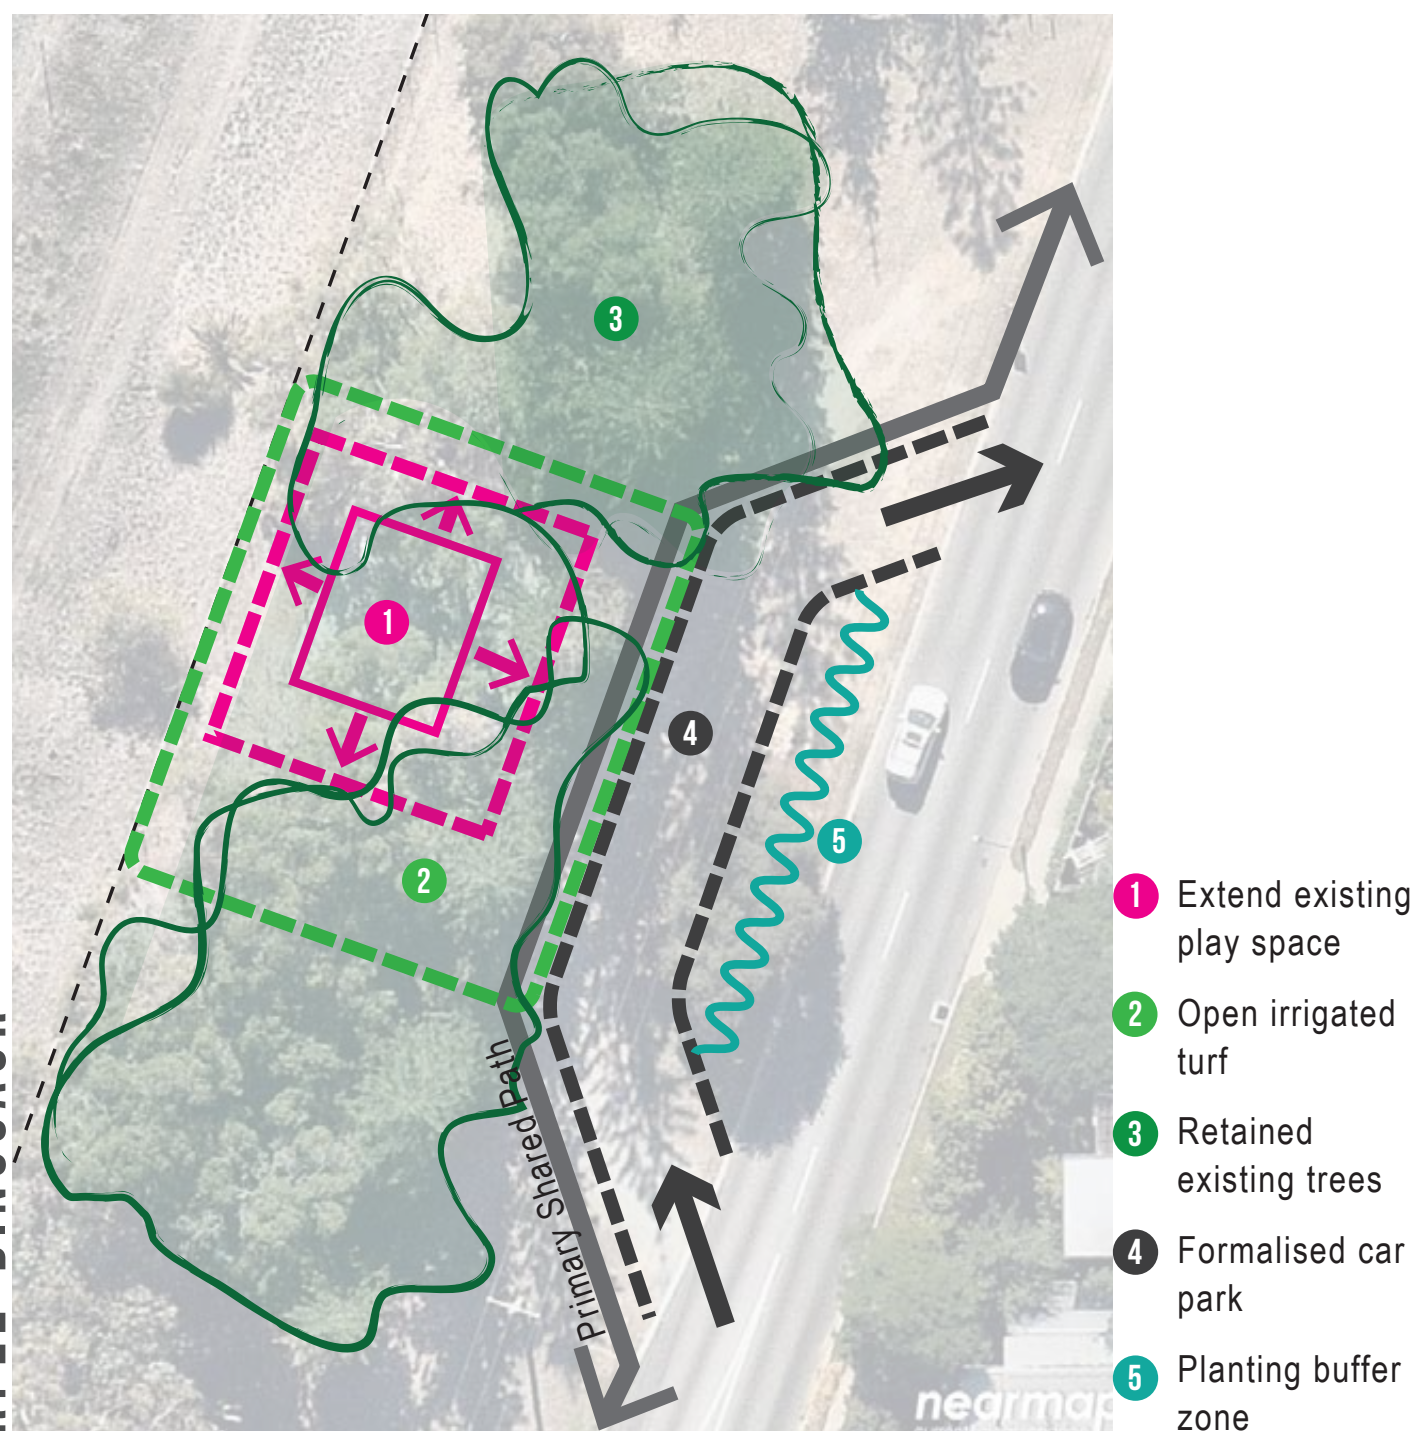 3
1
4
5
2
Primary Shared Path
nearmap
1 Extend existing
play space
2 Open irrigated
turf
3 Retained
existing trees
4 Formalised car
park
5 Planting buffer
zone